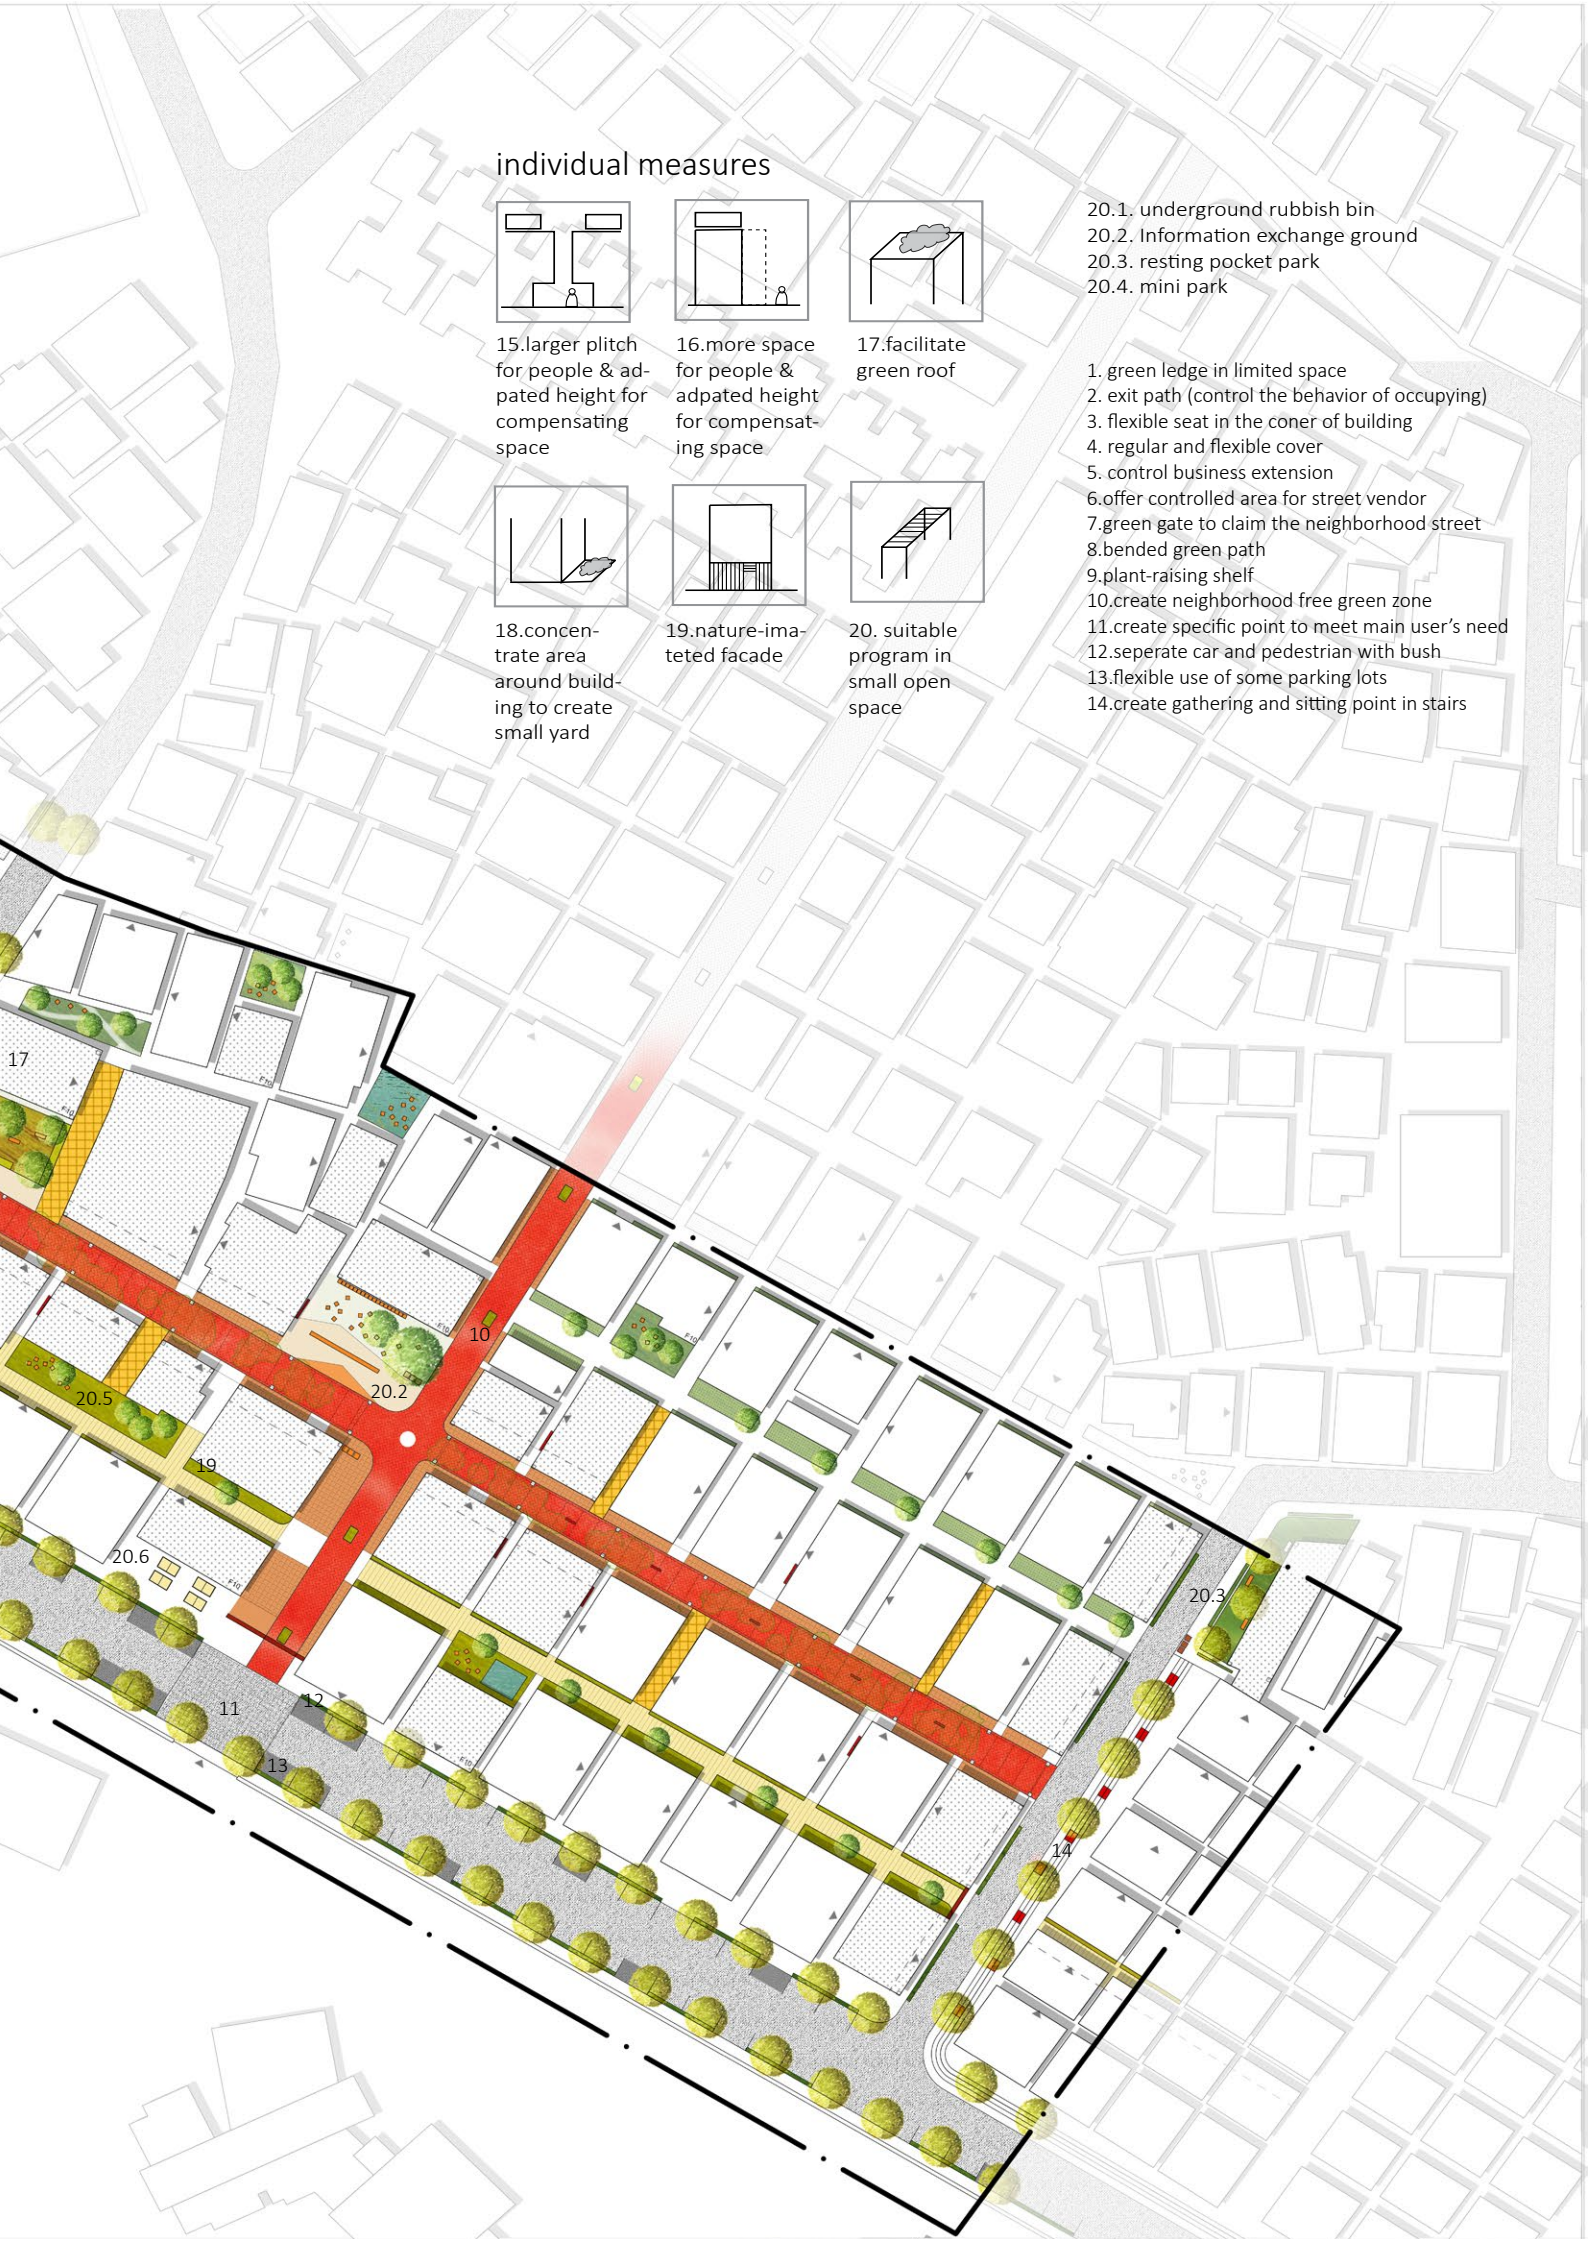 individual measures
15.larger plitch
for people & ad-
pated height for
compensating
space
16.more space
for people &
adpated height
for compensat-
ing space
17.facilitate
green roof
18.concen-
trate area
around build-
ing to create
small yard
19.nature-ima-
teted facade
20. suitable
program in
small open
space
20.1. underground rubbish bin
20.2. Information exchange ground
20.3. resting pocket park
20.4. mini park
1. green ledge in limited space
2. exit path (control the behavior of occupying)
3. flexible seat in the coner of building
4. regular and flexible cover
5. control business extension
6.offer controlled area for street vendor
7.green gate to claim the neighborhood street
8.bended green path
9.plant-raising shelf
10.create neighborhood free green zone
11.create specific point to meet main user's need
12.seperate car and pedestrian with bush
13.flexible use of some parking lots
14.create gathering and sitting point in stairs
17
F10
F10
F10
10
F10
20.2
20.5
19
20.6
F10
20.3
11
12
13
F10
14